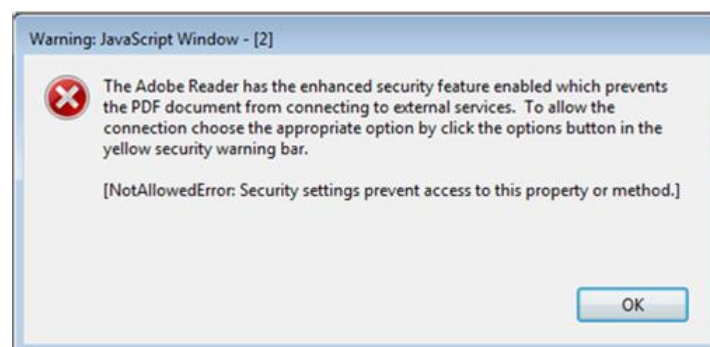 Warning: JavaScript Window - [2]
The Adobe Reader has the enhanced security feature enabled which prevents
the PDF document from connecting to external services.  To allow the
connection choose the appropriate option by click the options button in the
yellow security warning bar.
[NotAllowedError: Security settings prevent access to this property or method.]
OK